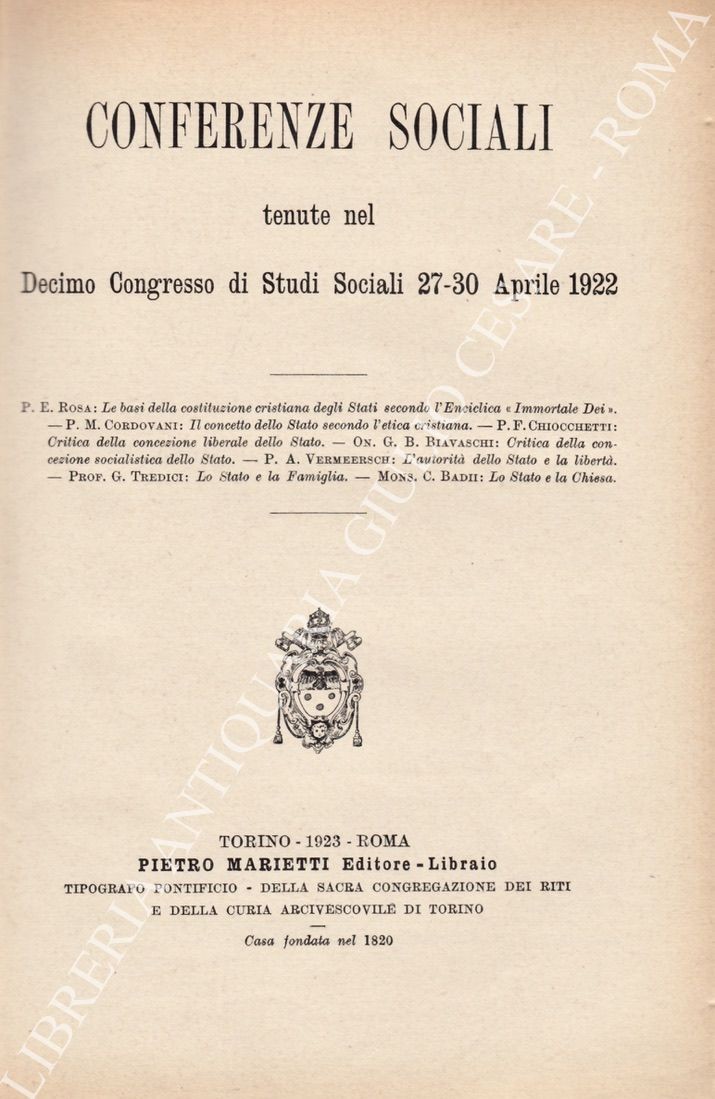 CONFERENZE SOCIALI
tenute nel
Decimo Congresso di Studi Sociali 27-30 Aprile 1922
P. E. ROSA: Le basi della costituzione cristiana degli Stati secondo l'Enciclica « Immortale Dei ».
— P. M. CORDOVANI: Il concetto dello Stato secondo l'etica cristiana. — P. F. CHIOCCHETTI:
Critica della concezione liberale dello Stato. — ON. G. B. BIAVASCHI: Critica della con-
cezione socialistica dello Stato. — P. A. VERMEERSCH: L'autorità dello Stato e la libertà.
— PROF. G. TREDICI: Lo Stato e la Famiglia. — MONS. C. BADII: Lo Stato e la Chiesa.
TORINO - 1923 - ROMA
PIETRO MARIETTI Editore - Libraio
TIPOGRAFO PONTIFICIO - DELLA SACRA CONGREGAZIONE DEI RITI
E DELLA CURIA ARCIVESCOVILE DI TORINO
Casa fondata nel 1820
LIBRERIA ANTIQUARIA GIULIO CESARE - ROMA